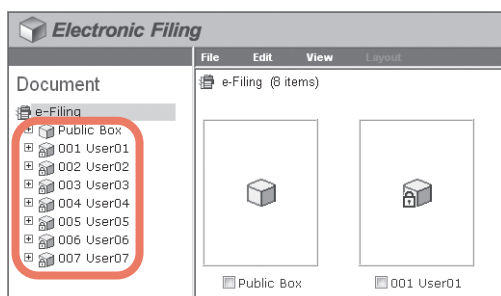 Electronic Filing
File Edit View Layout
Document
e-Filing (8 items)
e-Filing
Public Box
001 User01
002 User02
003 User03
004 User04
005 User05
006 User06
007 User07
Public Box
001 User01